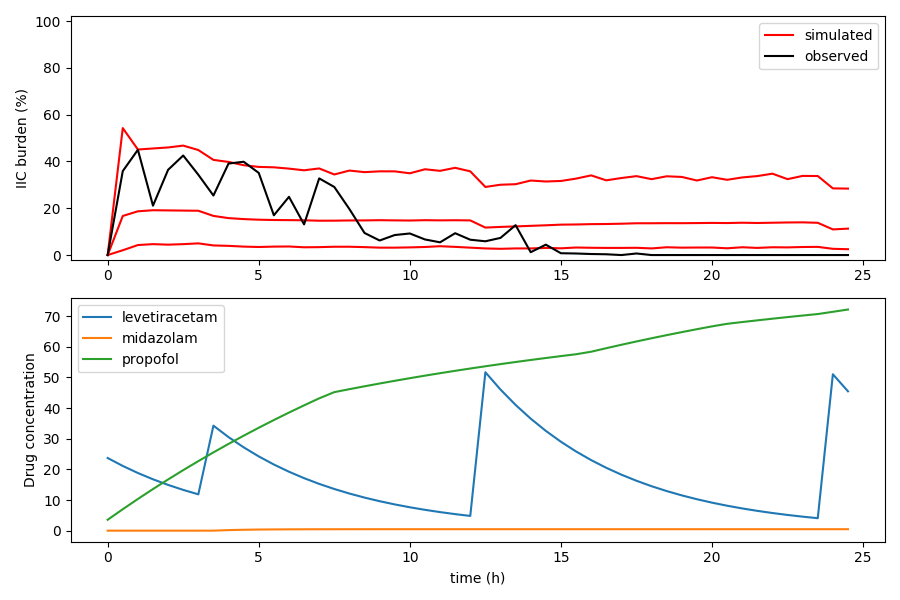 100
80
60
40
20
0
IIC burden (%)
simulated
observed
0 5 10 15 20 25
70
60
50
40
30
20
10
0
Drug concentration
levetiracetam
midazolam
propofol
0 5 10 15 20 25
time (h)